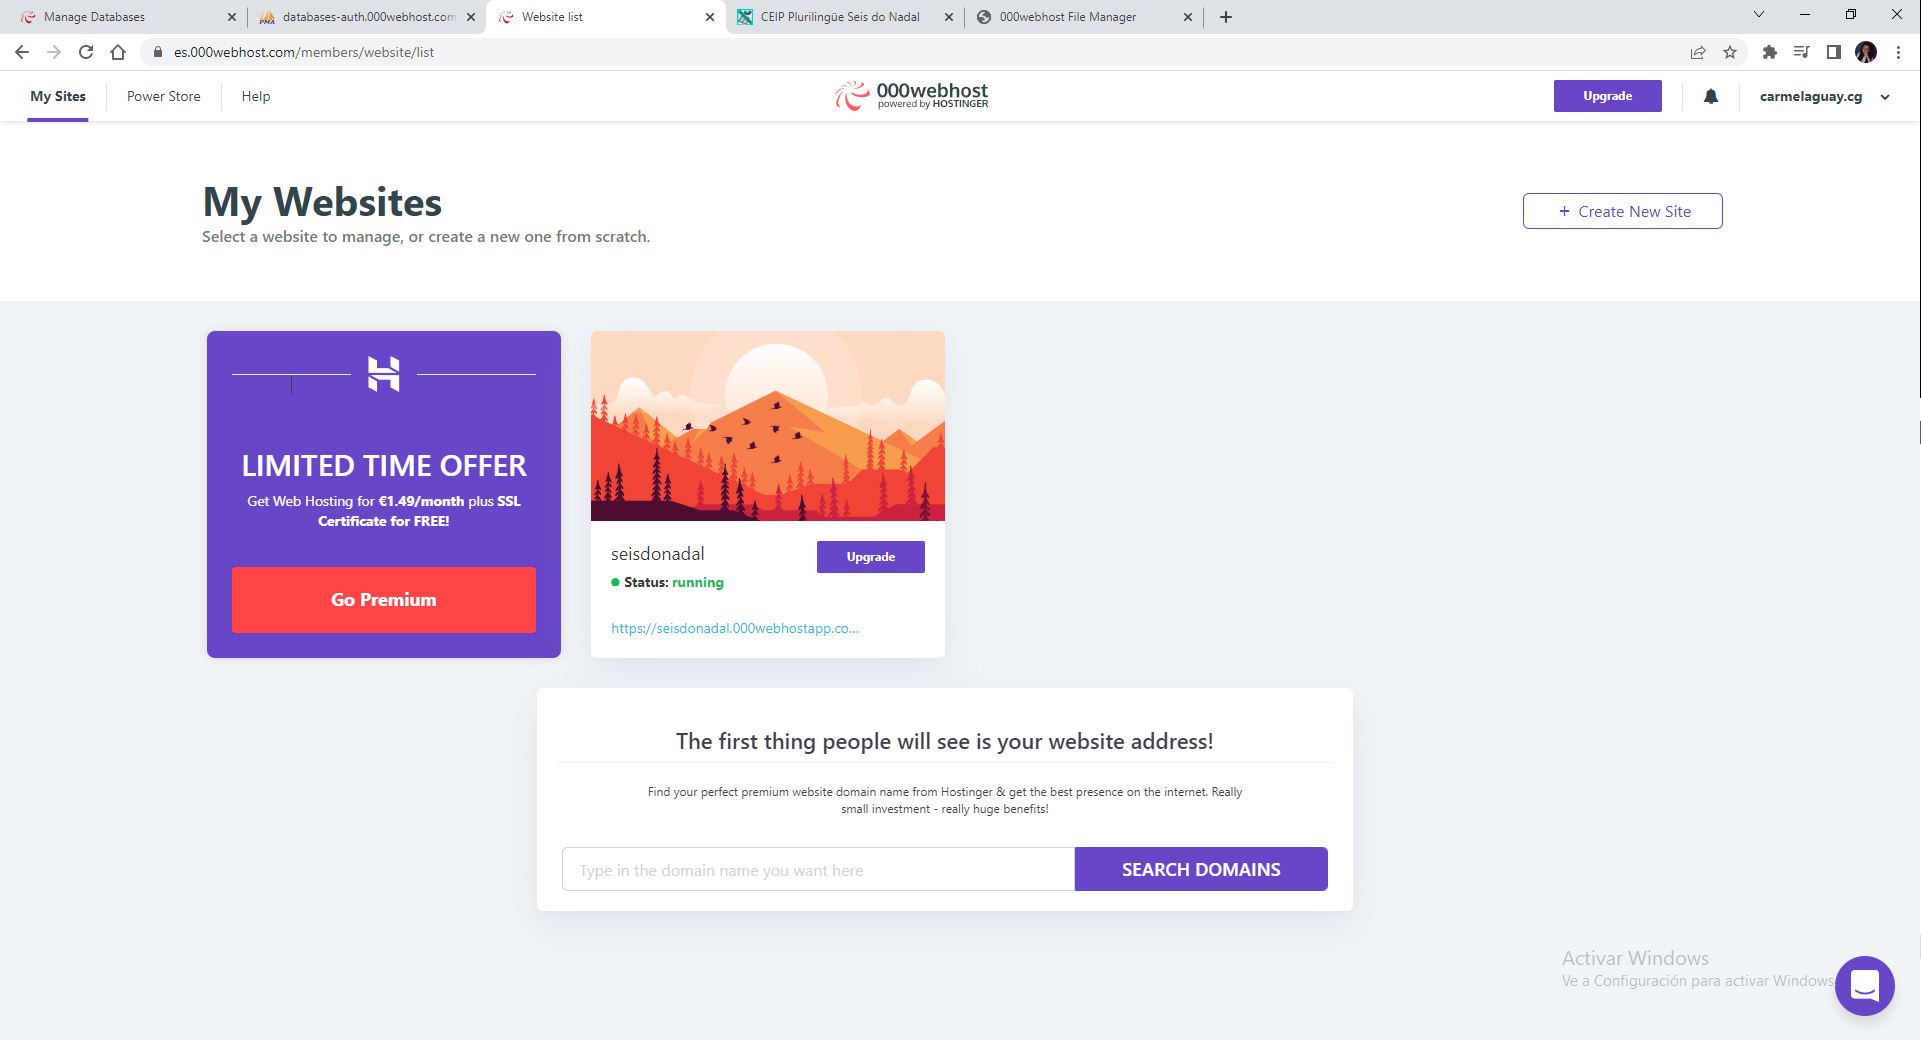 Manage Databases
databases-auth.000webhost.com
Website list
CEIP Plurilingüe Seis do Nadal
000webhost File Manager
es.000webhost.com/members/website/list
My Sites
Power Store
Help
000webhost
powered by HOSTINGER
Upgrade
carmelaguay.cg
My Websites
Select a website to manage, or create a new one from scratch.
+ Create New Site
LIMITED TIME OFFER
Get Web Hosting for €1.49/month plus SSL
Certificate for FREE!
Go Premium
seisdonadal
Upgrade
Status: running
https://seisdonadal.000webhostapp.co...
The first thing people will see is your website address!
Find your perfect premium website domain name from Hostinger & get the best presence on the internet. Really
small investment - really huge benefits!
Type in the domain name you want here
SEARCH DOMAINS
Activar Windows
Ve a Configuración para activar Windows